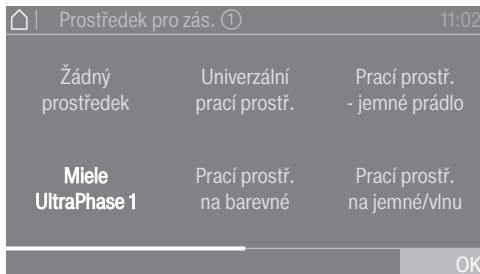 Prostředek pro zás. ① 11:02
Žádný prostředek
Univerzální prací prostř.
Prací prostř. - jemné prádlo
Miele UltraPhase 1
Prací prostř. na barevné
Prací prostř. na jemné/vlnu
OK